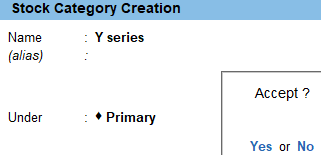 Stock Category Creation
Name : Y series
(alias) :
Accept ?
Under : ♦ Primary
Yes or No